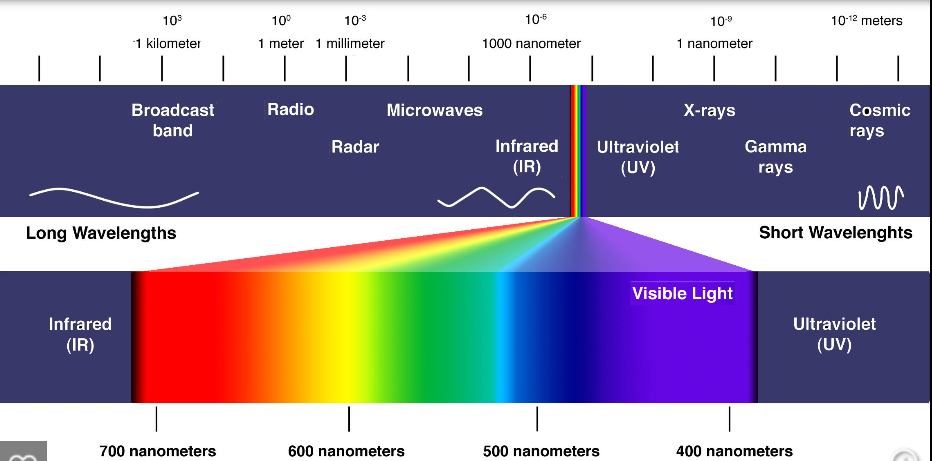 10³ 10⁰ 10⁻³ 10⁻⁶ 10⁻⁹ 10⁻¹² meters
1 kilometer 1 meter 1 millimeter 1000 nanometer 1 nanometer
Broadcast
band
Radio
Radar
Microwaves
Infrared
(IR)
Ultraviolet
(UV)
X-rays
Gamma
rays
Cosmic
rays
Long Wavelengths
Short Wavelenghts
Infrared
(IR)
Visible Light
Ultraviolet
(UV)
700 nanometers 600 nanometers 500 nanometers 400 nanometers